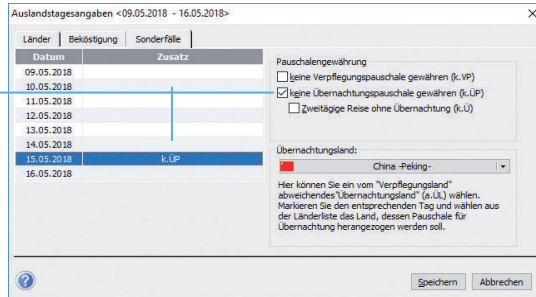 Auslandstagesangaben <09.05.2018 - 16.05.2018>
Länder Beköstigung Sonderfälle
Datum Zusatz
09.05.2018
10.05.2018
11.05.2018
12.05.2018
13.05.2018
14.05.2018
15.05.2018 k.ÜP
16.05.2018
Pauschalengewährung
keine Verpflegungspauschale gewähren (k.VP)
keine Übernachtungspauschale gewähren (k.ÜP)
Zweitägige Reise ohne Übernachtung (k.Ü)
Übernachtungsland:
China -Peking-
Hier können Sie ein vom "Verpflegungsland"
abweichendes"Übernachtungsland" (a.ÜL) wählen.
Markieren Sie den entsprechenden Tag und wählen aus
der Länderliste das Land, dessen Pauschale für
Übernachtung herangezogen werden soll.
Speichern Abbrechen